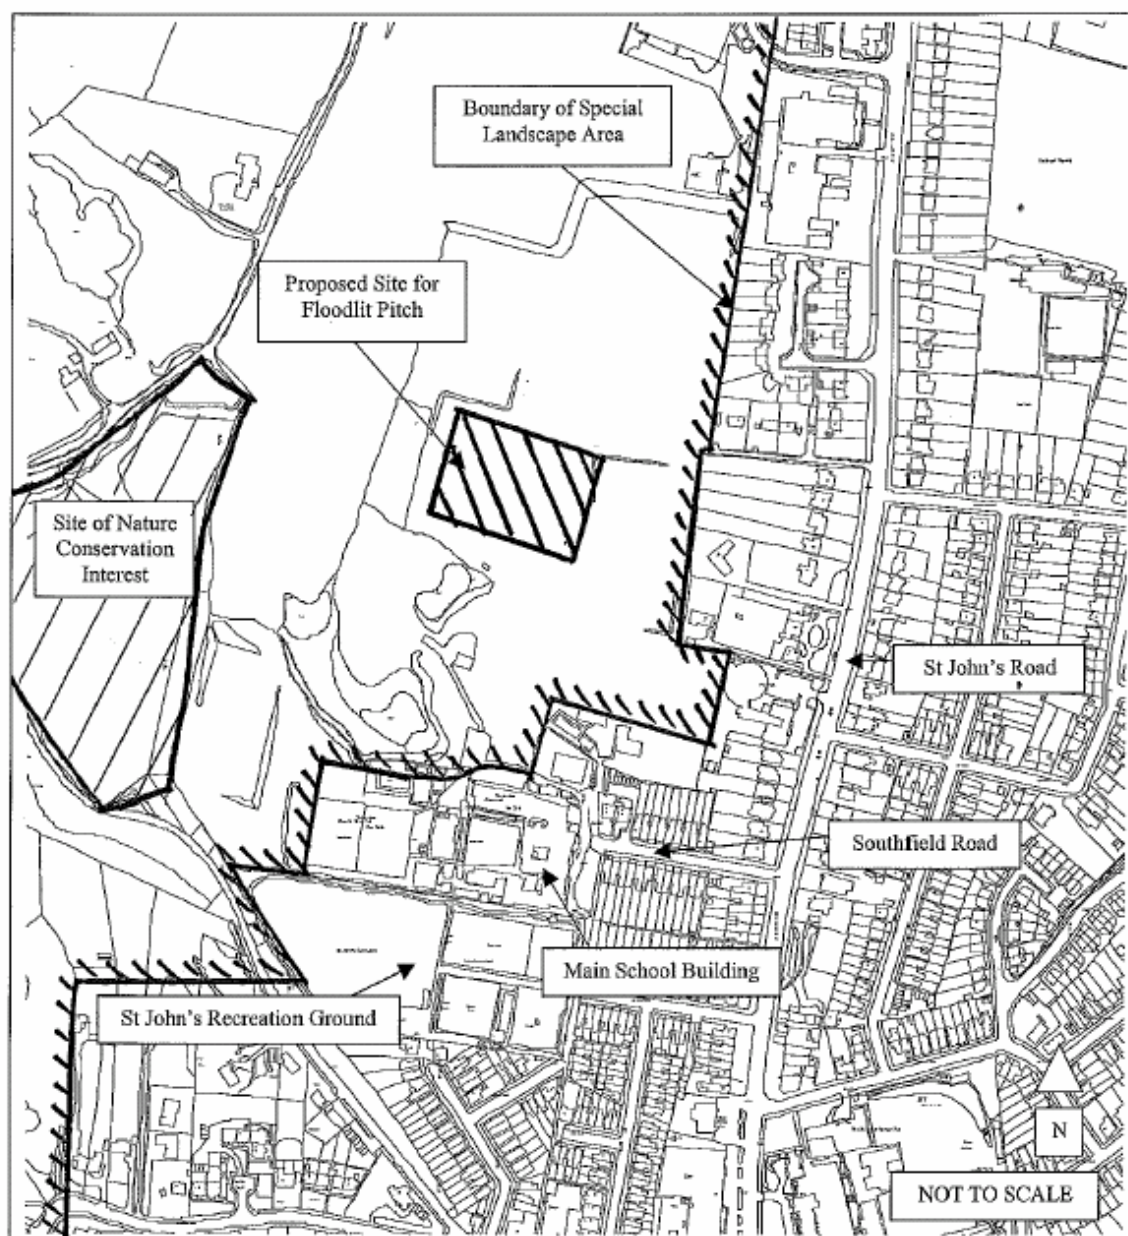 Boundary of Special
Landscape Area
Proposed Site for
Floodlit Pitch
Site of Nature
Conservation
Interest
St John's Road
Southfield Road
Main School Building
St John's Recreation Ground
N
NOT TO SCALE